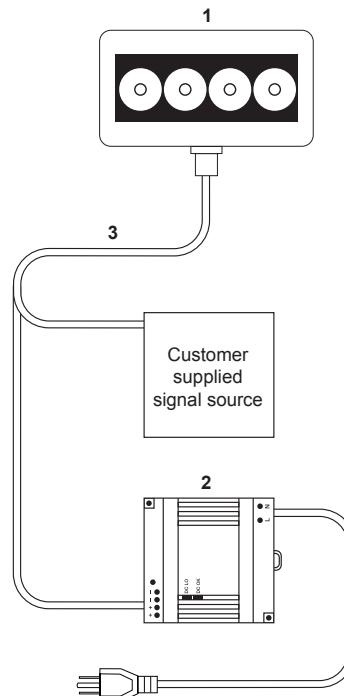 1
3
Customer
supplied
signal source
2
N
L
DC LO
DC OK
–
–
+
+